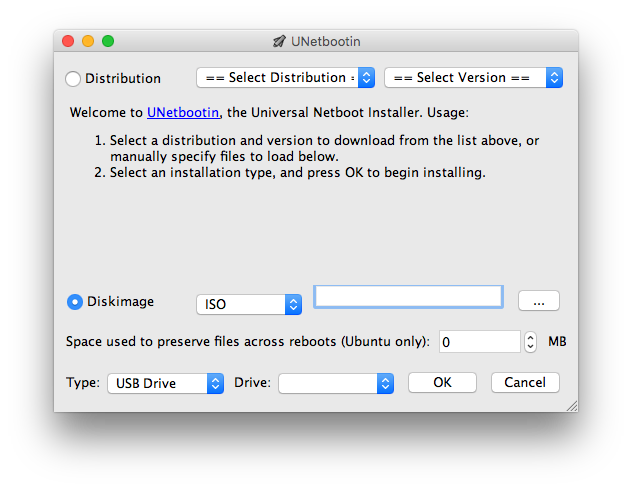 UNetbootin
Distribution == Select Distribution = == Select Version ==
Welcome to UNetbootin, the Universal Netboot Installer. Usage:
1. Select a distribution and version to download from the list above, or
manually specify files to load below.
2. Select an installation type, and press OK to begin installing.
Diskimage ISO ...
Space used to preserve files across reboots (Ubuntu only): 0 MB
Type: USB Drive Drive: OK Cancel